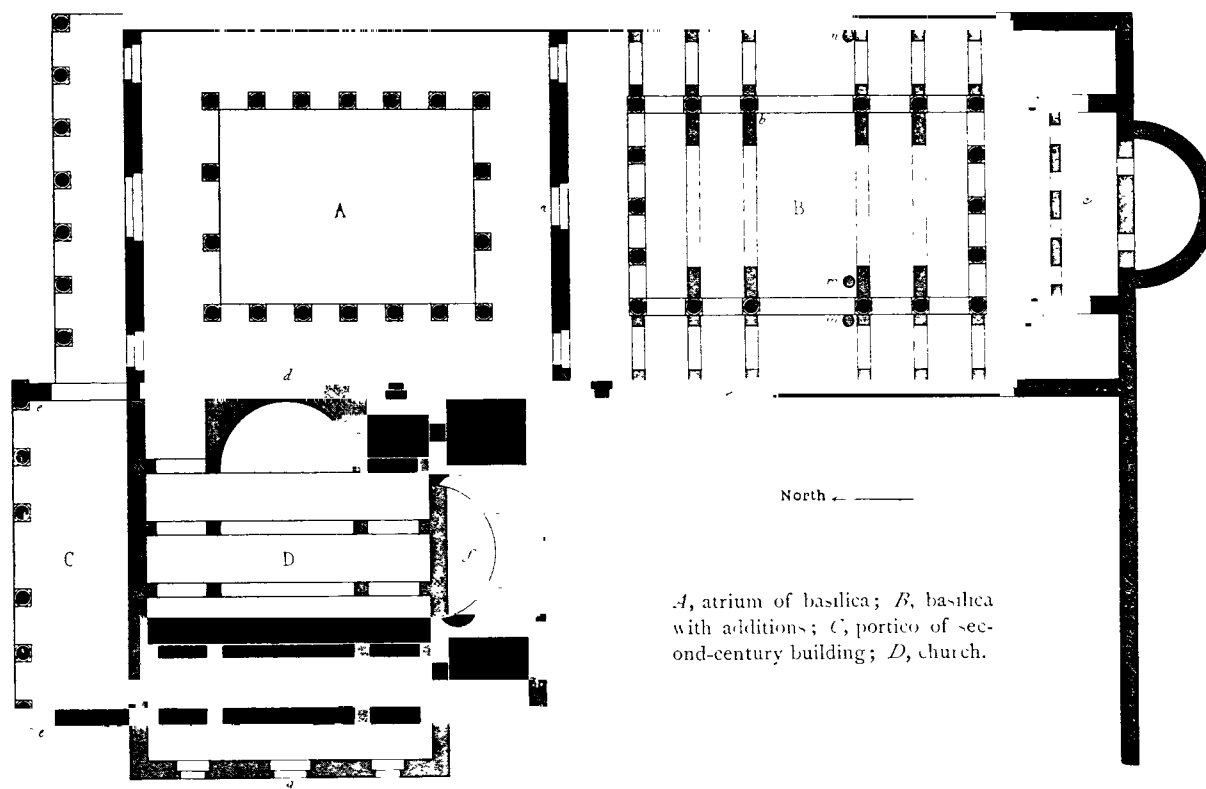 n
b
A
a
B
e
m
m
d
e
North
C
D
f
A, atrium of basilica; B, basilica
with additions; C, portico of sec-
ond-century building; D, church.
e
g